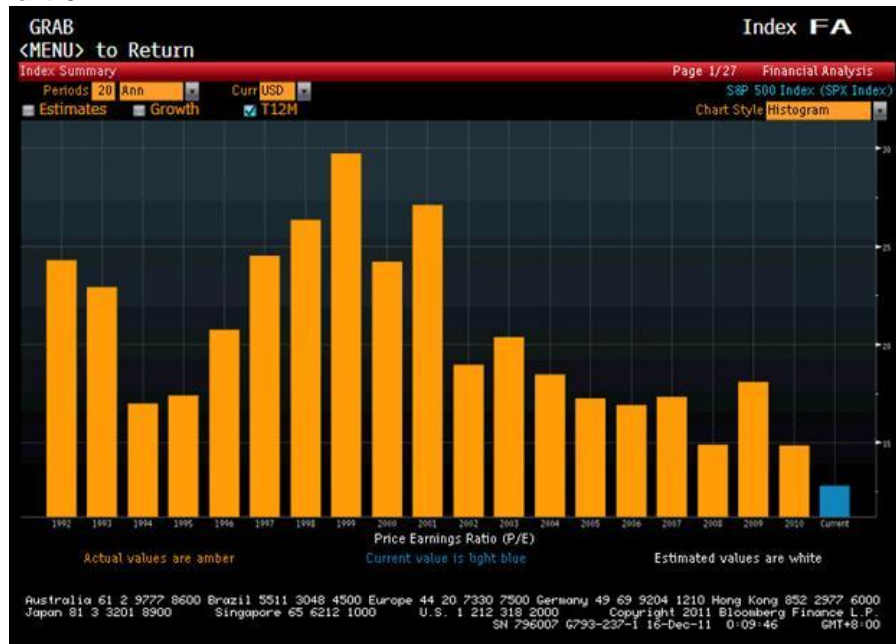 GRAB Index FA
<MENU> to Return
Index Summary Page 1/27 Financial Analysis
Periods 20 Ann Curr USD S&P 500 Index (SPX Index)
Estimates Growth T12M Chart Style Histogram
30
25
20
15
1992 1993 1994 1995 1996 1997 1998 1999 2000 2001 2002 2003 2004 2005 2006 2007 2008 2009 2010 Current
Price Earnings Ratio (P/E)
Actual values are amber Current value is light blue Estimated values are white
Australia 61 2 9777 8600 Brazil 5511 3048 4500 Europe 44 20 7330 7500 Germany 49 69 9204 1210 Hong Kong 852 2977 6000
Japan 81 3 3201 8900 Singapore 65 6212 1000 U.S. 1 212 318 2000 Copyright 2011 Bloomberg Finance L.P.
SN 796007 G793-237-1 16-Dec-11 0:09:46 GMT+8:00